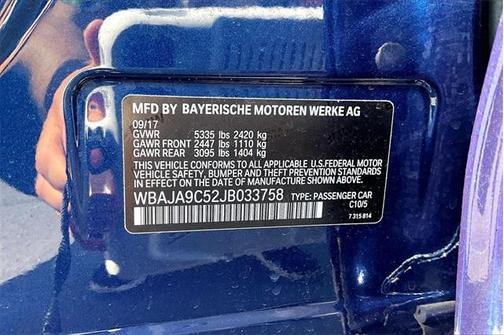 MFD BY BAYERISCHE MOTOREN WERKE AG
09/17
GVWR 5335 lbs 2420 kg
GAWR FRONT 2447 lbs 1110 kg
GAWR REAR 3095 lbs 1404 kg
THIS VEHICLE CONFORMS TO ALL APPLICABLE U.S.FEDERAL MOTOR
VEHICLE SAFETY, BUMPER AND THEFT PREVENTION STANDARDS
IN EFFECT ON THE DATE OF MANUFACTURE SHOWN ABOVE.
WBAJA9C52JB033758 TYPE: PASSENGER CAR
C10/5
7 315 814